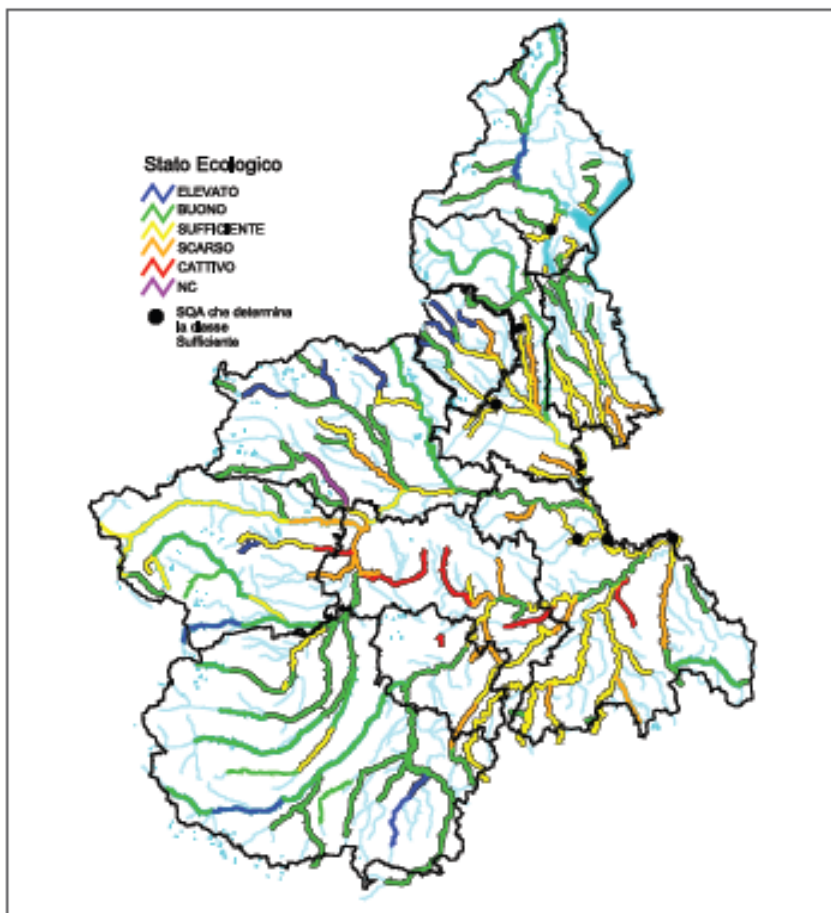 Stato Ecologico
ELEVATO
BUONO
SUFFICIENTE
SCARSO
CATTIVO
NC
SQA che determina
la classe
Sufficiente